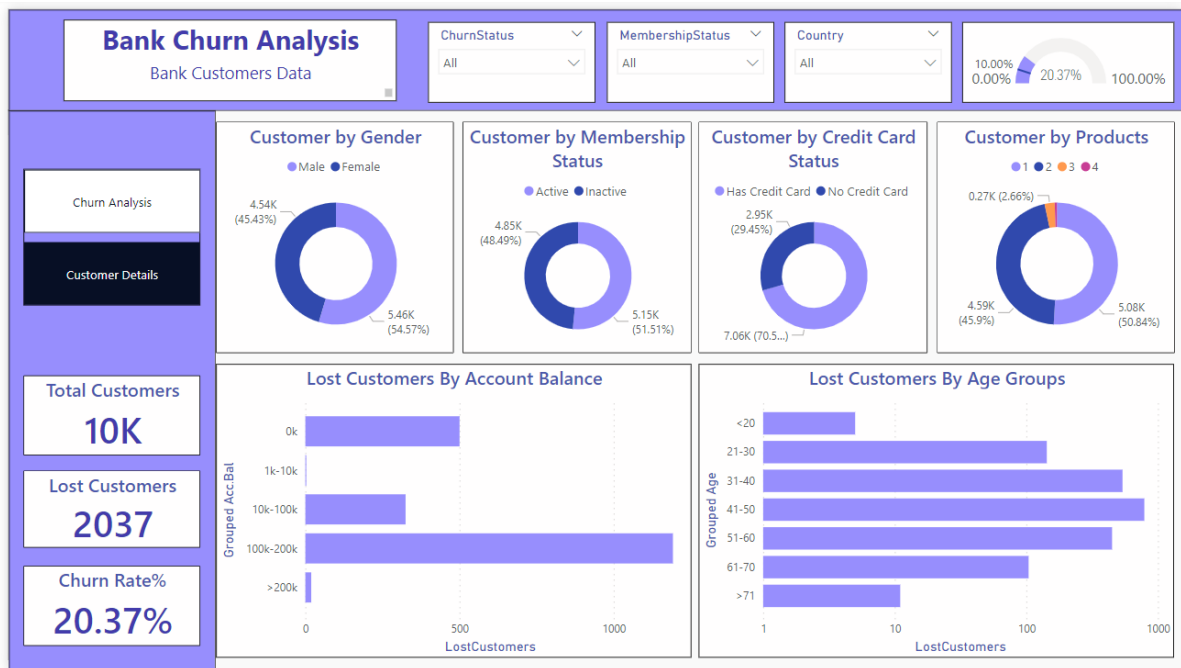 Bank Churn Analysis
Bank Customers Data
ChurnStatus
All
MembershipStatus
All
Country
All
10.00%
0.00%
20.37%
100.00%
Churn Analysis
Customer Details
Total Customers
10K
Lost Customers
2037
Churn Rate%
20.37%
Customer by Gender
Male Female
4.54K
(45.43%)
5.46K
(54.57%)
Customer by Membership
Status
Active Inactive
4.85K
(48.49%)
5.15K
(51.51%)
Customer by Credit Card
Status
Has Credit Card No Credit Card
2.95K
(29.45%)
7.06K (70.5...)
Customer by Products
1 2 3 4
0.27K (2.66%)
4.59K
(45.9%)
5.08K
(50.84%)
Lost Customers By Account Balance
Grouped Acc.Bal
0k
1k-10k
10k-100k
100k-200k
>200k
0 500 1000
LostCustomers
Lost Customers By Age Groups
Grouped Age
<20
21-30
31-40
41-50
51-60
61-70
>71
1 10 100 1000
LostCustomers